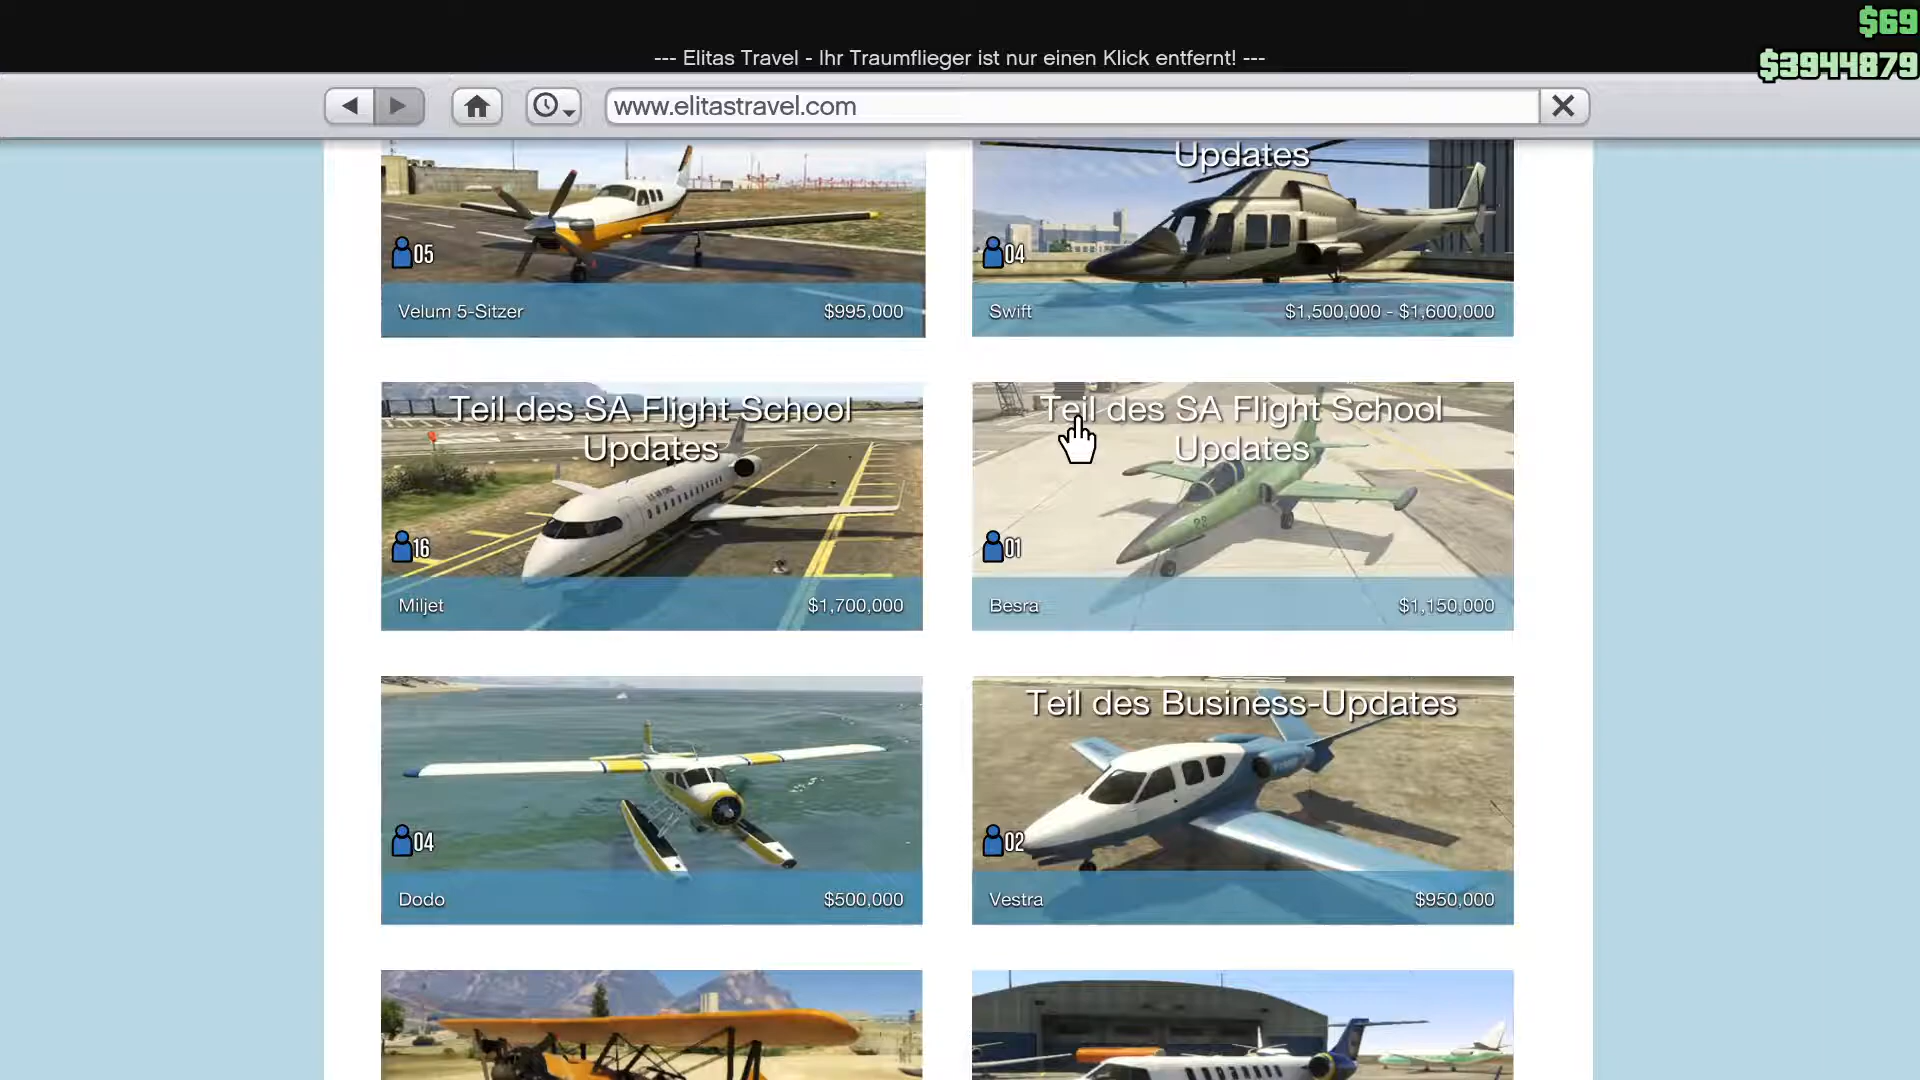 $69
--- Elitas Travel - Ihr Traumflieger ist nur einen Klick entfernt! ---
$3944879
www.elitastravel.com
Updates
05
04
Velum 5-Sitzer
$995,000
Swift
$1,500,000 - $1,600,000
Teil des SA Flight School
Updates
Teil des SA Flight School
Updates
16
01
Miljet
$1,700,000
Besra
$1,150,000
Teil des Business-Updates
04
02
Dodo
$500,000
Vestra
$950,000